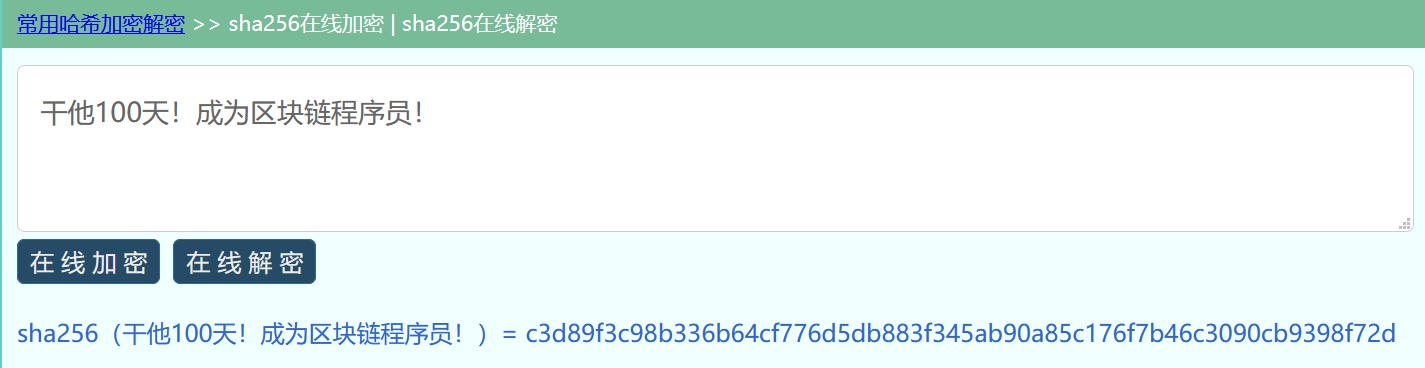 常用哈希加密解密 >> sha256在线加密 | sha256在线解密
干他100天！成为区块链程序员！
在线加密 在线解密
sha256（干他100天！成为区块链程序员！）= c3d89f3c98b336b64cf776d5db883f345ab90a85c176f7b46c3090cb9398f72d